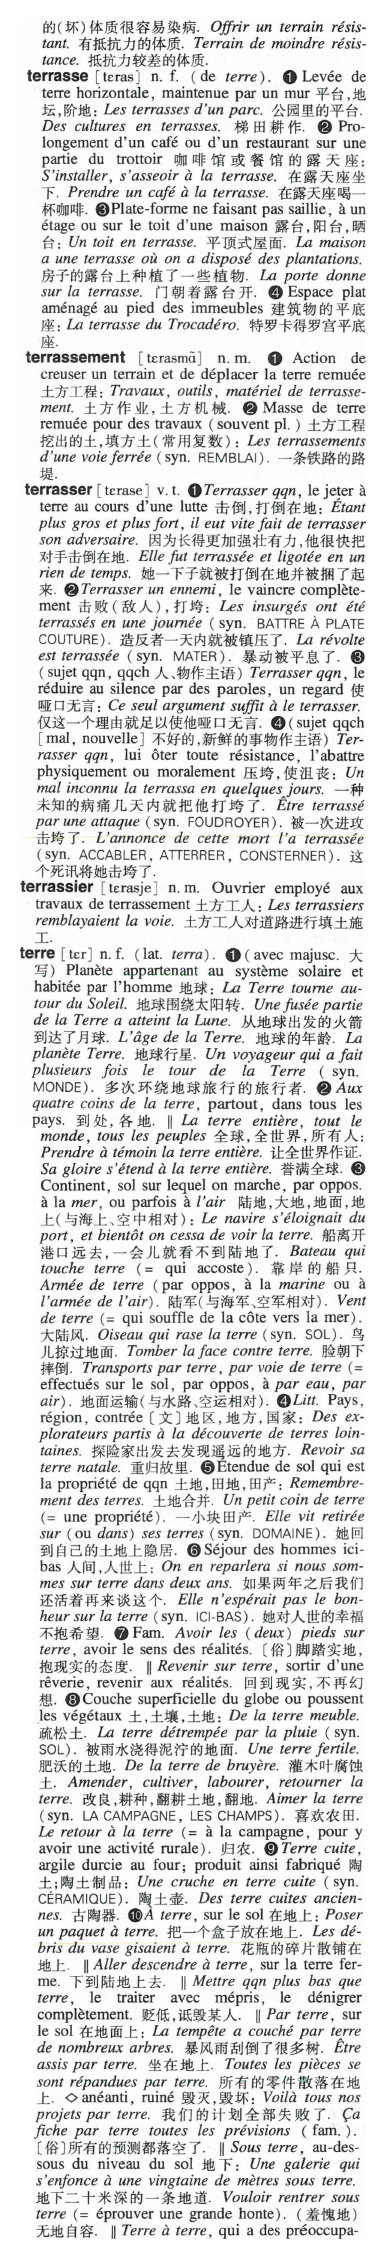 的(坏)体质很容易染病. Offrir un terrain résis-
tant. 有抵抗力的体质. Terrain de moindre résis-
tance. 抵抗力较差的体质.
terrasse [tɛras] n. f. (de terre). ❶ Levée de
terre horizontale, maintenue par un mur 平台,地
坛,阶地: Les terrasses d'un parc. 公园里的平台.
Des cultures en terrasses. 梯田耕作. ❷ Pro-
longement d'un café ou d'un restaurant sur une
partie du trottoir 咖啡馆或餐馆的露天座:
S'installer, s'asseoir à la terrasse. 在露天座坐
下. Prendre un café à la terrasse. 在露天座喝一
杯咖啡. ❸ Plate-forme ne faisant pas saillie, à un
étage ou sur le toit d'une maison 露台,阳台,晒
台: Un toit en terrasse. 平顶式屋面. La maison
a une terrasse où on a disposé des plantations.
房子的露台上种植了一些植物. La porte donne
sur la terrasse. 门朝着露台开. ❹ Espace plat
aménagé au pied des immeubles 建筑物的平底
座: La terrasse du Trocadéro. 特罗卡得罗宫平底
座.
terrassement [tɛrasmɑ̃] n. m. ❶ Action de
creuser un terrain et de déplacer la terre remuée
土方工程: Travaux, outils, matériel de terrasse-
ment. 土方作业,土方机械. ❷ Masse de terre
remuée pour des travaux (souvent pl.) 土方工程
挖出的土,填方土(常用复数): Les terrassements
d'une voie ferrée (syn. REMBLAI). 一条铁路的路
堤.
terrasser [tɛrase] v. t. ❶ Terrasser qqn, le jeter à
terre au cours d'une lutte 击倒,打倒在地: Étant
plus gros et plus fort, il eut vite fait de terrasser
son adversaire. 因为长得更加强壮有力,他很快把
对手击倒在地. Elle fut terrassée et ligotée en un
rien de temps. 她一下子就被打倒在地并被捆了起
来. ❷ Terrasser un ennemi, le vaincre complète-
ment 击败(敌人),打垮: Les insurgés ont été
terrassés en une journée (syn. BATTRE À PLATE
COUTURE). 造反者一天内就被镇压了. La révolte
est terrassée (syn. MATER). 暴动被平息了. ❸
(sujet qqn, qqch 人、物作主语) Terrasser qqn, le
réduire au silence par des paroles, un regard 使
哑口无言: Ce seul argument suffit à le terrasser.
仅这一个理由就足以使他哑口无言. ❹ (sujet qqch
[mal, nouvelle] 不好的,新鲜的事物作主语) Ter-
rasser qqn, lui ôter toute résistance, l'abattre
physiquement ou moralement 压垮,使沮丧: Un
mal inconnu la terrassa en quelques jours. 一种
未知的病痛几天内就把他打垮了. Être terrassé
par une attaque (syn. FOUDROYER). 被一次进攻
击垮了. L'annonce de cette mort l'a terrassée
(syn. ACCABLER, ATTERRER, CONSTERNER). 这
个死讯将她击垮了.
terrassier [tɛrasje] n. m. Ouvrier employé aux
travaux de terrassement 土方工人: Les terrassiers
remblayaient la voie. 土方工人对道路进行填土施
工.
terre [tɛr] n. f. (lat. terra). ❶ (avec majusc. 大
写) Planète appartenant au système solaire et
habitée par l'homme 地球: La Terre tourne au-
tour du Soleil. 地球围绕太阳转. Une fusée partie
de la Terre a atteint la Lune. 从地球出发的火箭
到达了月球. L'âge de la Terre. 地球的年龄. La
planète Terre. 地球行星. Un voyageur qui a fait
plusieurs fois le tour de la Terre (syn.
MONDE). 多次环绕地球旅行的旅行者. ❷ Aux
quatre coins de la terre, partout, dans tous les
pays. 到处,各地. ‖ La terre entière, tout le
monde, tous les peuples 全球,全世界,所有人:
Prendre à témoin la terre entière. 让全世界作证.
Sa gloire s'étend à la terre entière. 誉满全球. ❸
Continent, sol sur lequel on marche, par oppos.
à la mer, ou parfois à l'air 陆地,大地,地面,地
上(与海上、空中相对): Le navire s'éloignait du
port, et bientôt on cessa de voir la terre. 船离开
港口远去,一会儿就看不到陆地了. Bateau qui
touche terre (= qui accoste). 靠岸的船只.
Armée de terre (par oppos, à la marine ou à
l'armée de l'air). 陆军(与海军、空军相对). Vent
de terre (= qui souffle de la côte vers la mer).
大陆风. Oiseau qui rase la terre (syn. SOL). 鸟
儿掠过地面. Tomber la face contre terre. 脸朝下
摔倒. Transports par terre, par voie de terre (=
effectués sur le sol, par oppos, à par eau, par
air). 地面运输(与水路、空运相对). ❹ Litt. Pays,
région, contrée〔文〕地区,地方,国家: Des ex-
plorateurs partis à la découverte de terres loin-
taines. 探险家出发去发现遥远的地方. Revoir sa
terre natale. 重归故里. ❺ Étendue de sol qui est
la propriété de qqn 土地,田地,田产: Remembre-
ment des terres. 土地合并. Un petit coin de terre
(= une propriété). 一小块田产. Elle vit retirée
sur (ou dans) ses terres (syn. DOMAINE). 她回
到自己的土地上隐居. ❻ Séjour des hommes ici-
bas 人间,人世上: On en reparlera si nous som-
mes sur terre dans deux ans. 如果两年之后我们
还活着再来谈这个. Elle n'espérait pas le bon-
heur sur la terre (syn. ICI-BAS). 她对人世的幸福
不抱希望. ❼ Fam. Avoir les (deux) pieds sur
terre, avoir le sens des réalités.〔俗〕脚踏实地,
抱现实的态度. ‖ Revenir sur terre, sortir d'une
rêverie, revenir aux réalités. 回到现实,不再幻
想. ❽ Couche superficielle du globe ou poussent
les végétaux 土,土壤,土地: De la terre meuble.
疏松土. La terre détrempée par la pluie (syn.
SOL). 被雨水浇得泥泞的地面. Une terre fertile.
肥沃的土地. De la terre de bruyère. 灌木叶腐蚀
土. Amender, cultiver, labourer, retourner la
terre. 改良,耕种,翻耕土地,翻地. Aimer la terre
(syn. LA CAMPAGNE, LES CHAMPS). 喜欢农田.
Le retour à la terre (= à la campagne, pour y
avoir une activité rurale). 归农. ❾ Terre cuite,
argile durcie au four; produit ainsi fabriqué 陶
土;陶土制品: Une cruche en terre cuite (syn.
CÉRAMIQUE). 陶土壶. Des terres cuites ancien-
nes. 古陶器. ❿ À terre, sur le sol 在地上: Poser
un paquet à terre. 把一个盒子放在地上. Les dé-
bris du vase gisaient à terre. 花瓶的碎片散铺在
地上. ‖ Aller descendre à terre, sur la terre fer-
me. 下到陆地上去. ‖ Mettre qqn plus bas que
terre, le traiter avec mépris, le dénigrer
complètement. 贬低,诋毁某人. ‖ Par terre, sur
le sol 在地面上: La tempête a couché par terre
de nombreux arbres. 暴风雨刮倒了很多树. Être
assis par terre. 坐在地上. Toutes les pièces se
sont répandues par terre. 所有的零件散落在地
上. ◇ anéanti, ruiné 毁灭,毁坏: Voilà tous nos
projets par terre. 我们的计划全部失败了. Ça
fiche par terre toutes les prévisions (fam.).
〔俗〕所有的预测都落空了. ‖ Sous terre, au-des-
sous du niveau du sol 地下: Une galerie qui
s'enfonce à une vingtaine de mètres sous terre.
地下二十米深的一条地道. Vouloir rentrer sous
terre (= éprouver une grande honte). (羞愧地)
无地自容. ‖ Terre à terre, qui a des préoccupa-